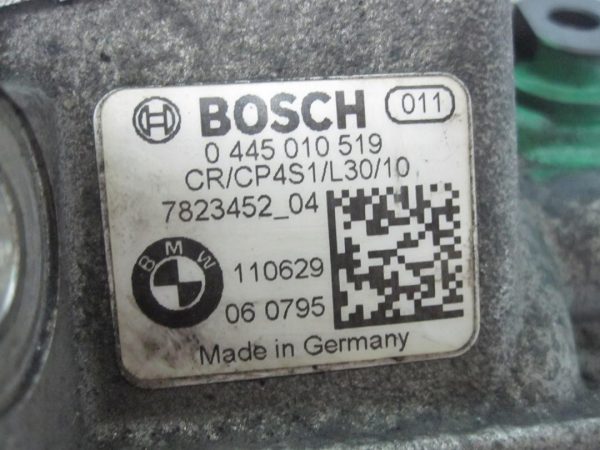 BOSCH 011
0 445 010 519
CR/CP4S1/L30/10
7823452_04
BMW
110629
06 0795
Made in Germany